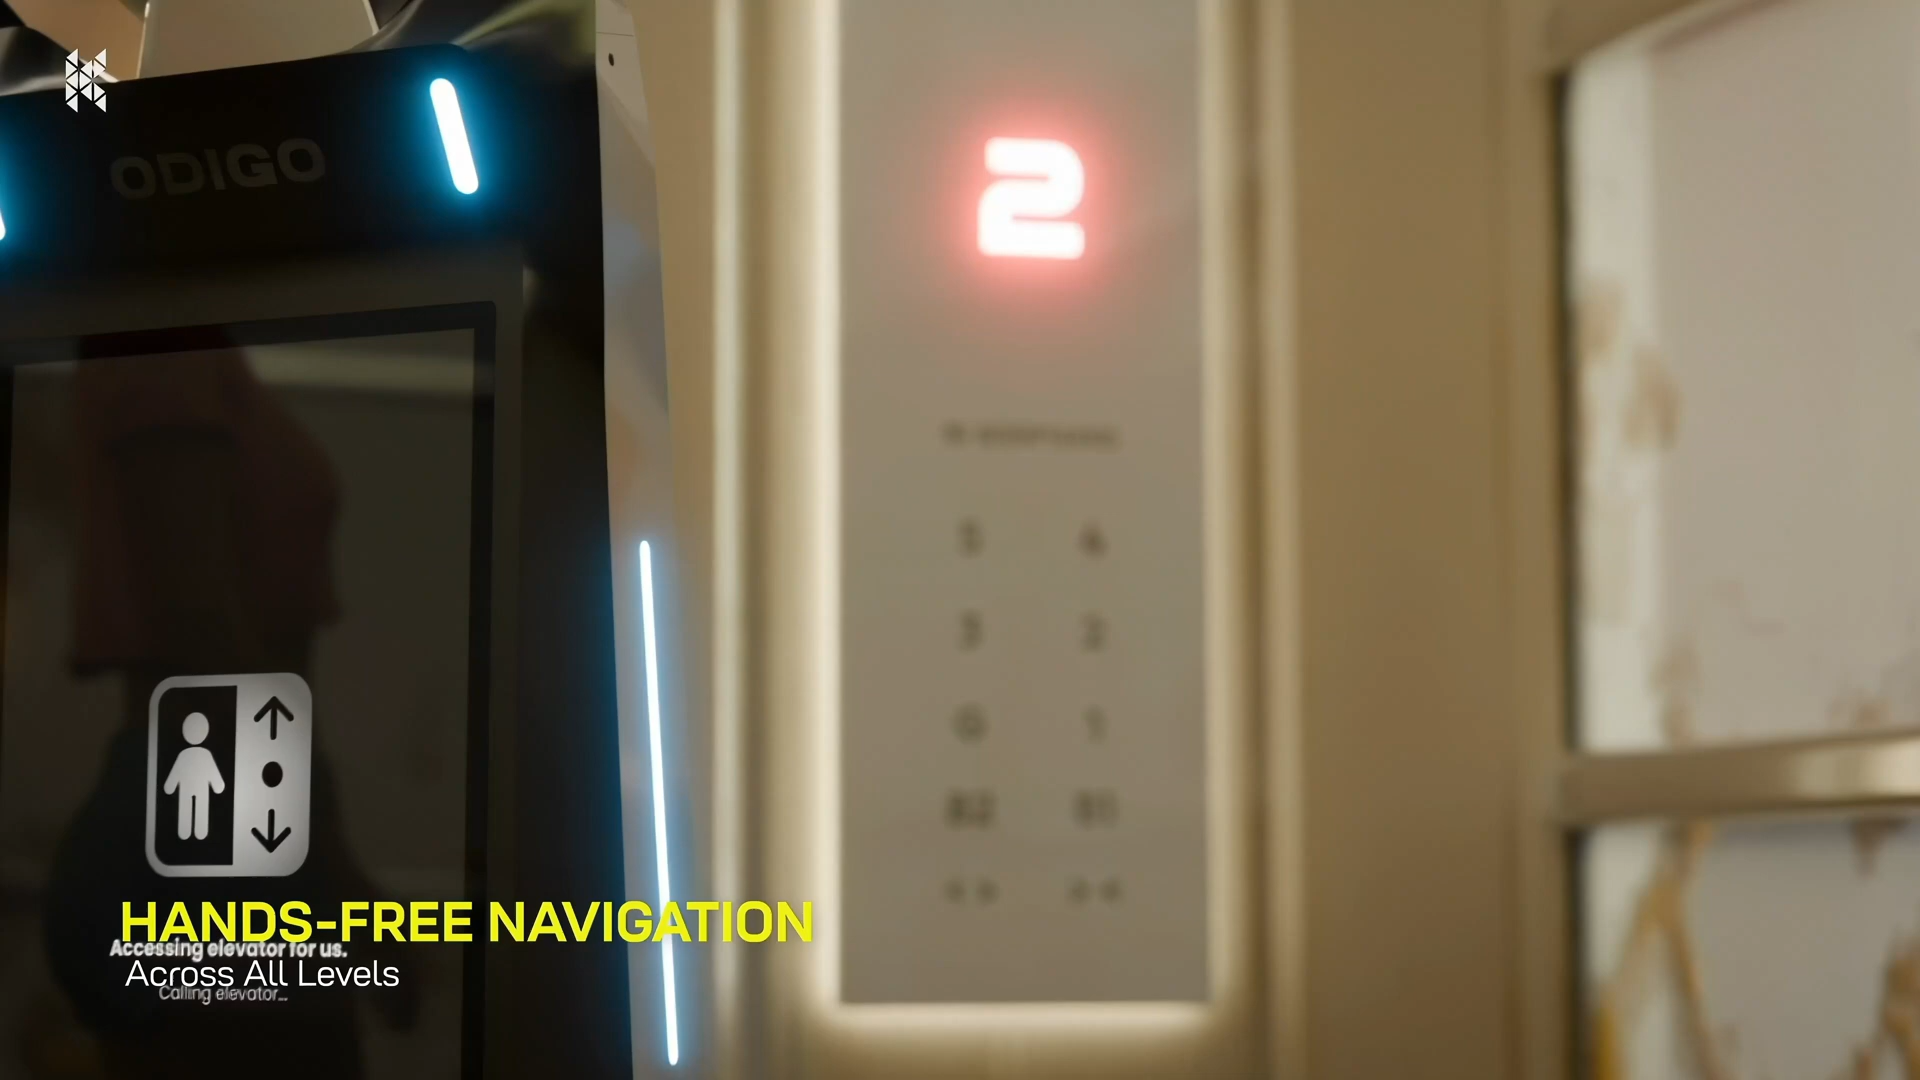 ODIGO
2
5 4
3 2
0 1
B2 B1
HANDS-FREE NAVIGATION
Accessing elevator for us.
Across All Levels
Calling elevator...